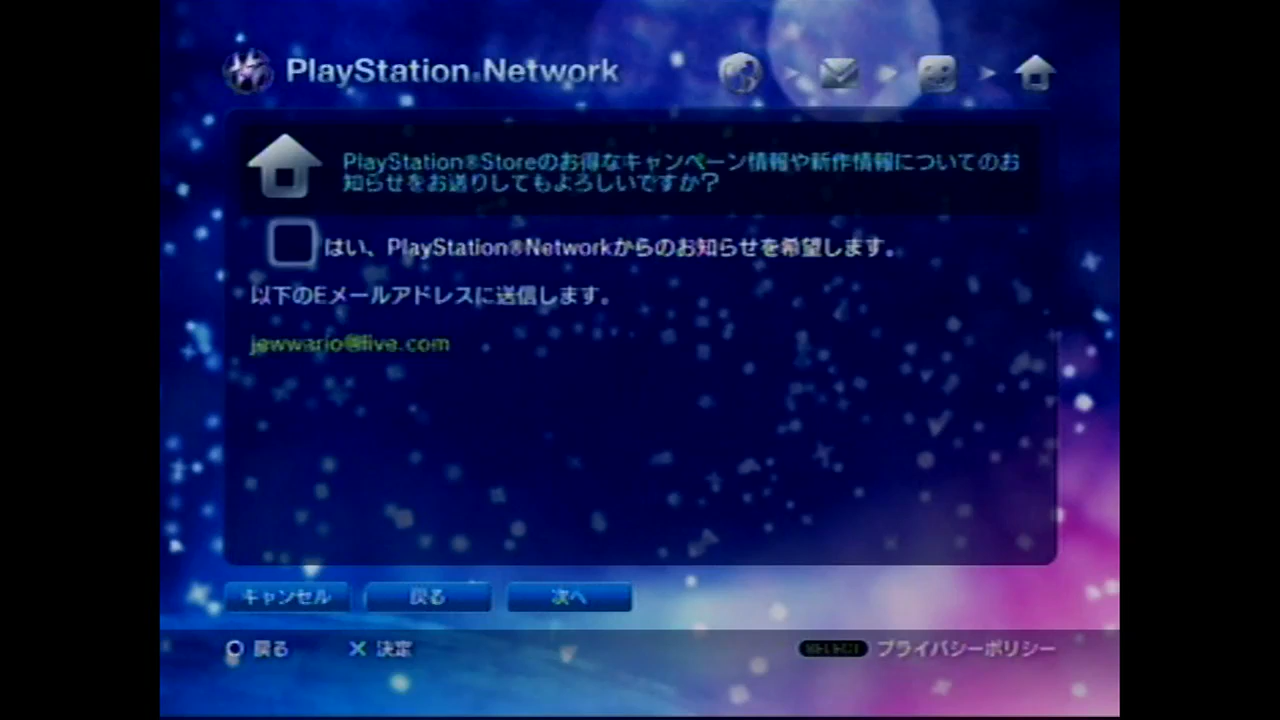 PlayStation®Network
PlayStation®Storeのお得なキャンペーン情報や新作情報についてのお
知らせをお送りしてもよろしいですか?
はい、PlayStation®Networkからのお知らせを希望します。
以下のEメールアドレスに送信します。
jewwario@live.com
キャンセル 戻る 次へ
戻る 決定 SELECT プライバシーポリシー